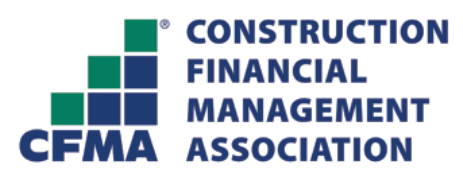 ® CONSTRUCTION
FINANCIAL
MANAGEMENT
CFMA ASSOCIATION